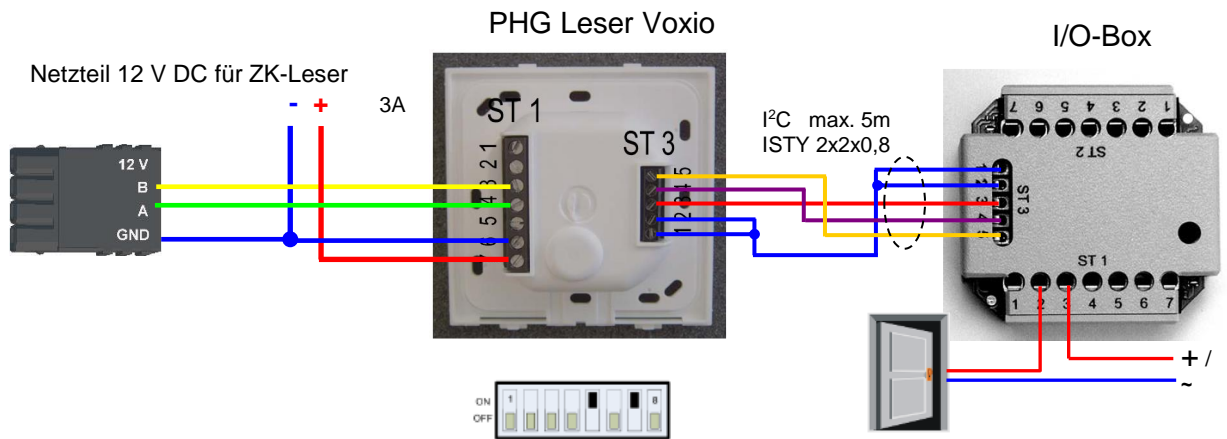 PHG Leser Voxio
I/O-Box
Netzteil 12 V DC für ZK-Leser
- +
3A
12 V
B
A
GND
ST 1
1
2
3
4
5
6
ST 3
5
4
3
2
1
I²C max. 5m
ISTY 2x2x0,8
7 6 5 4 3 2 1
ST 2
1
2
3
4
5
ST 3
ST 1
1 2 3 4 5 6 7
+ /
~
ON 1 8
OFF